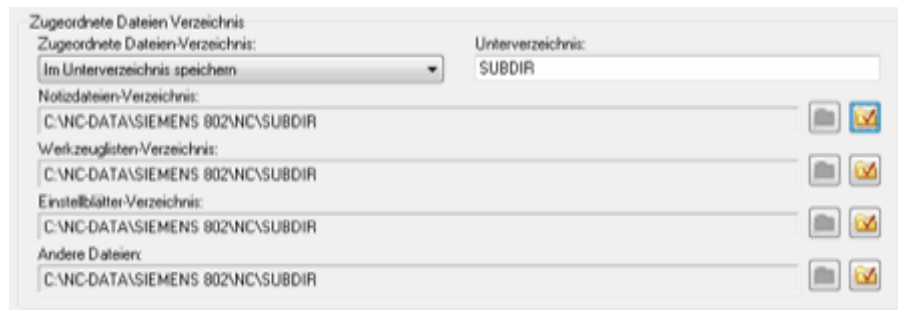 Zugeordnete Dateien Verzeichnis
Zugeordnete Dateien-Verzeichnis: Unterverzeichnis:
Im Unterverzeichnis speichern SUBDIR
Notizdateien-Verzeichnis:
C:\NC-DATA\SIEMENS 802\NC\SUBDIR
Werkzeuglisten-Verzeichnis:
C:\NC-DATA\SIEMENS 802\NC\SUBDIR
Einstellblätter-Verzeichnis:
C:\NC-DATA\SIEMENS 802\NC\SUBDIR
Andere Dateien:
C:\NC-DATA\SIEMENS 802\NC\SUBDIR